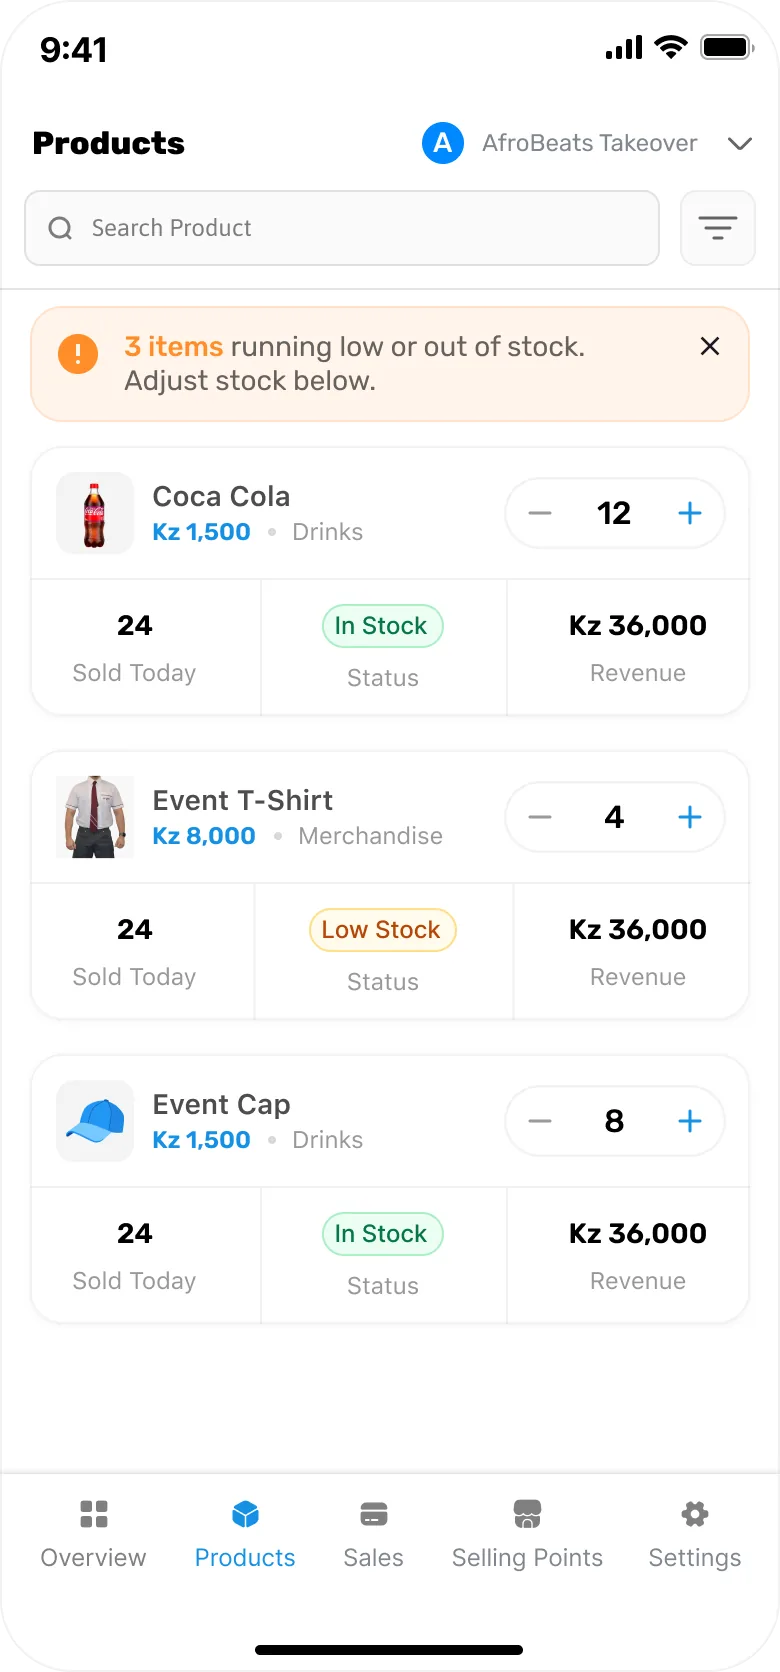 9:41
Products
A AfroBeats Takeover
Search Product
3 items running low or out of stock.
Adjust stock below.
Coca Cola
Kz 1,500 • Drinks
12
24
Sold Today
In Stock
Status
Kz 36,000
Revenue
Event T-Shirt
Kz 8,000 • Merchandise
4
24
Sold Today
Low Stock
Status
Kz 36,000
Revenue
Event Cap
Kz 1,500 • Drinks
8
24
Sold Today
In Stock
Status
Kz 36,000
Revenue
Overview
Products
Sales
Selling Points
Settings